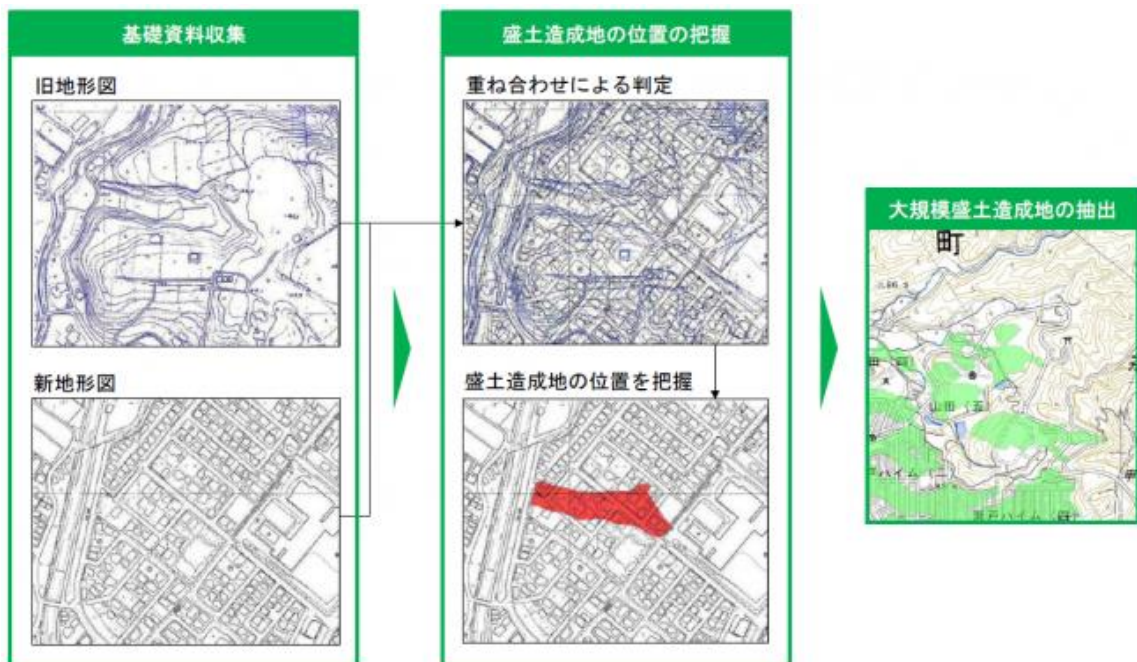 基礎資料収集
旧地形図
新地形図
盛土造成地の位置の把握
重ね合わせによる判定
盛土造成地の位置を把握
大規模盛土造成地の抽出
町
山田(五)